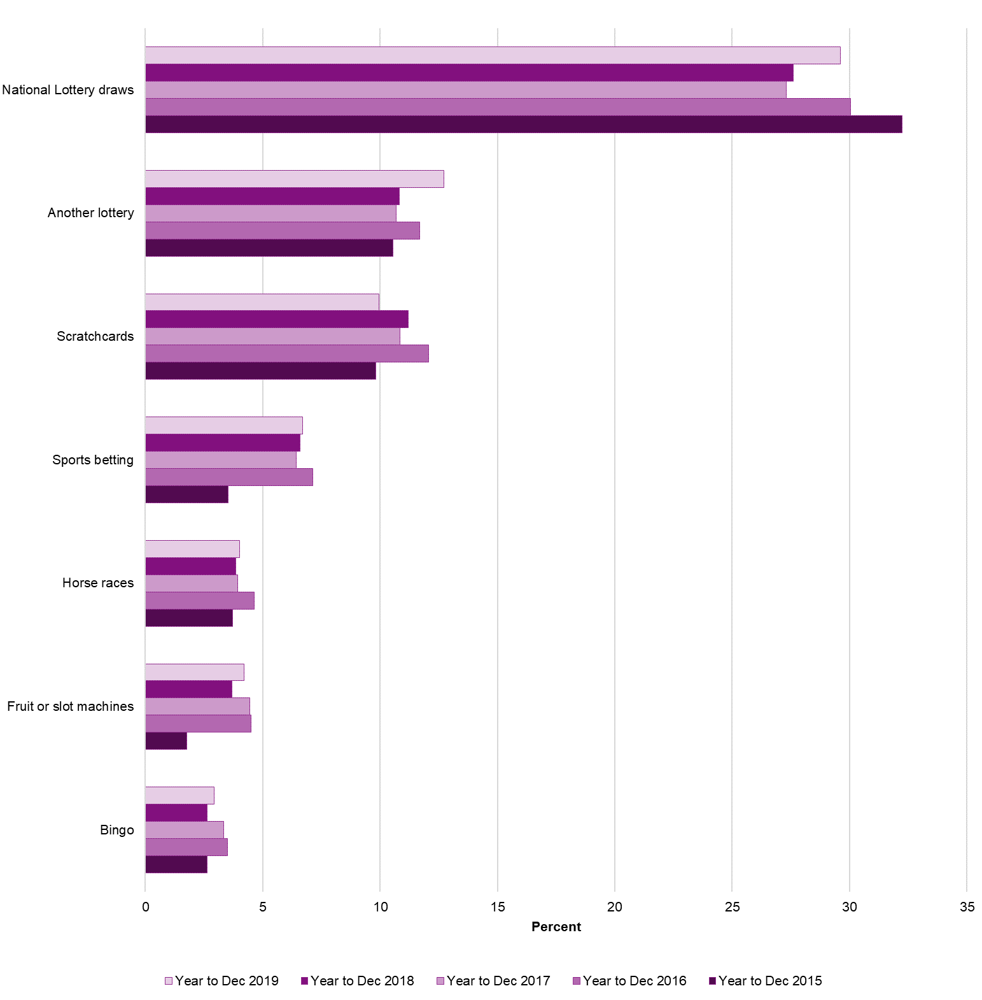 National Lottery draws
Another lottery
Scratchcards
Sports betting
Horse races
Fruit or slot machines
Bingo
0 5 10 15 20 25 30 35
Percent
Year to Dec 2019 Year to Dec 2018 Year to Dec 2017 Year to Dec 2016 Year to Dec 2015